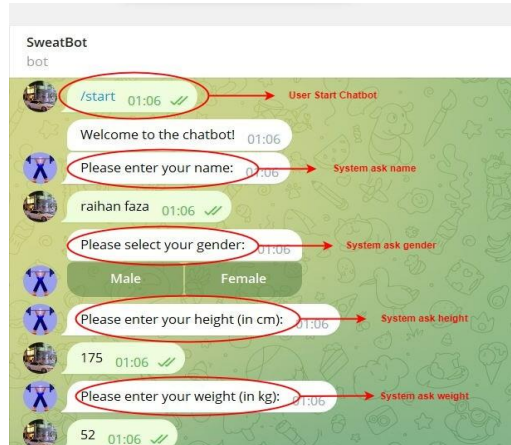 SweatBot
bot
/start 01:06
User Start Chatbot
Welcome to the chatbot! 01:06
Please enter your name: 01:06
System ask name
raihan faza 01:06
Please select your gender: 01:06
System ask gender
Male Female
Please enter your height (in cm): 01:06
System ask height
175 01:06
Please enter your weight (in kg): 01:06
System ask weight
52 01:06